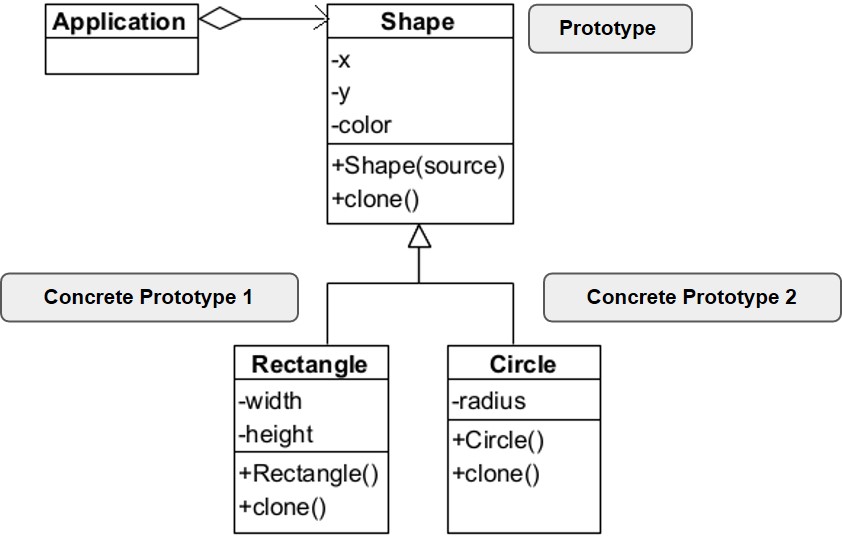 Application
Shape
-x
-y
-color
+Shape(source)
+clone()
Prototype
Concrete Prototype 1
Concrete Prototype 2
Rectangle
-width
-height
+Rectangle()
+clone()
Circle
-radius
+Circle()
+clone()